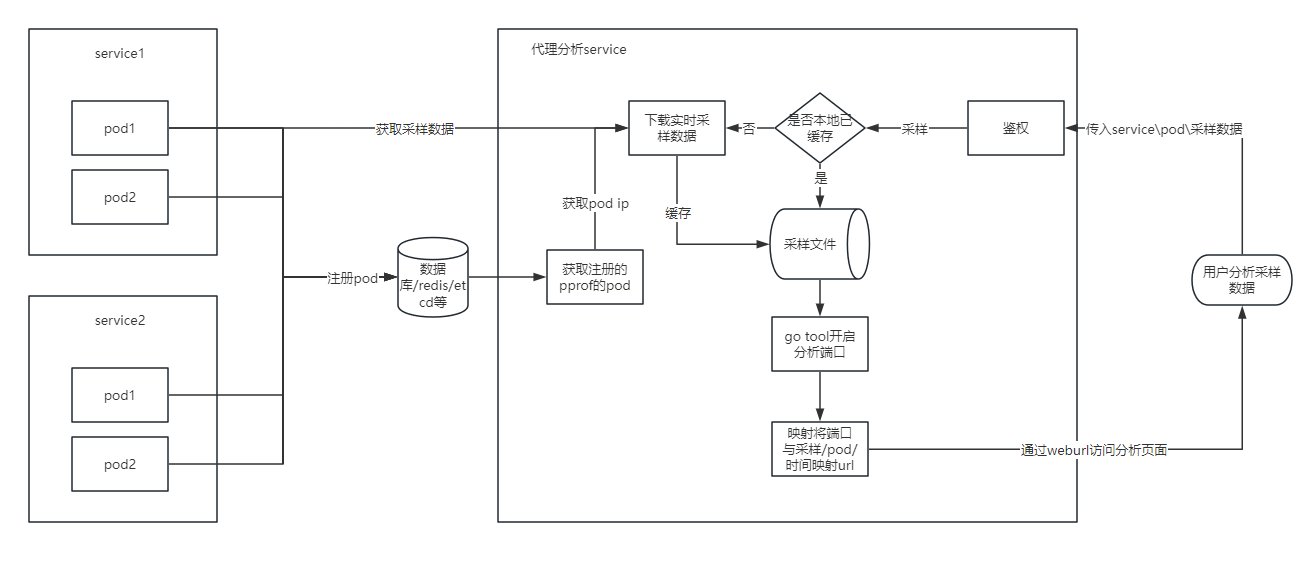 service1
pod1
pod2
service2
pod1
pod2
获取采样数据
注册pod
数据
库/redis/et
cd等
代理分析service
下载实时采
样数据
否
是否本地已
缓存
采样
鉴权
传入service\pod\采样数据
是
获取pod ip
缓存
采样文件
获取注册的
pprof的pod
用户分析采样
数据
go tool开启
分析端口
映射将端口
与采样/pod/
时间映射url
通过weburl访问分析页面